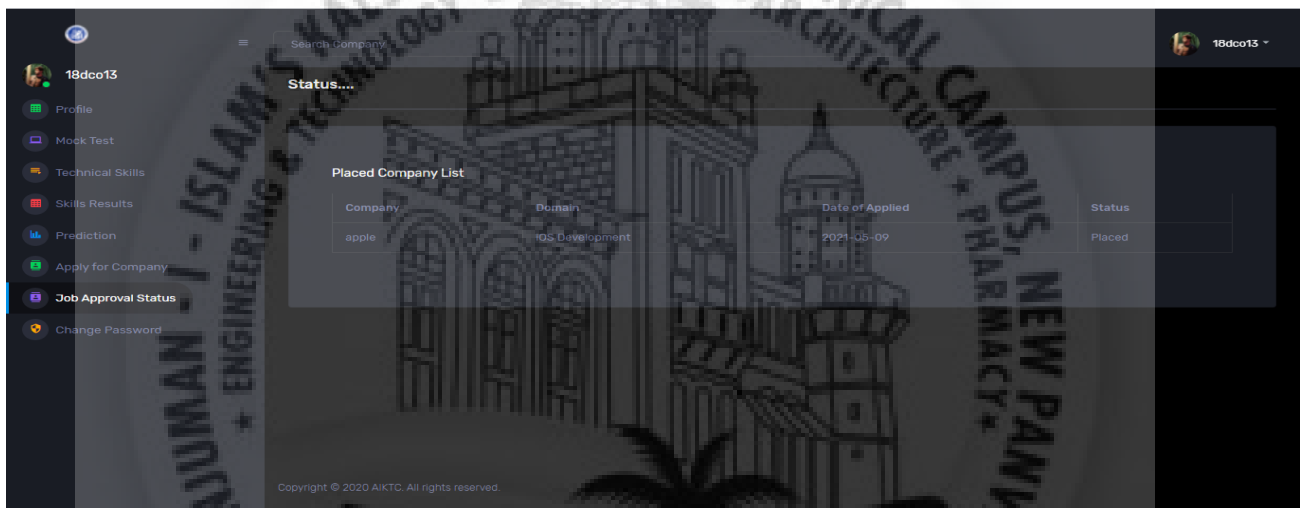 Search Company
18dco13
18dco13
Status....
Profile
Mock Test
Technical Skills
Skills Results
Prediction
Apply for Company
Job Approval Status
Change Password
Placed Company List
Company Domain Date of Applied Status
apple iOS Development 2021-05-09 Placed
Copyright © 2020 AIKTC. All rights reserved.
ANJUMAN - I - ISLAM'S KAL TECHNICAL CAMPUS, NEW PANV
ENGINEERING & TECHNOLOGY ARCHITECTURE * PHARMACY *